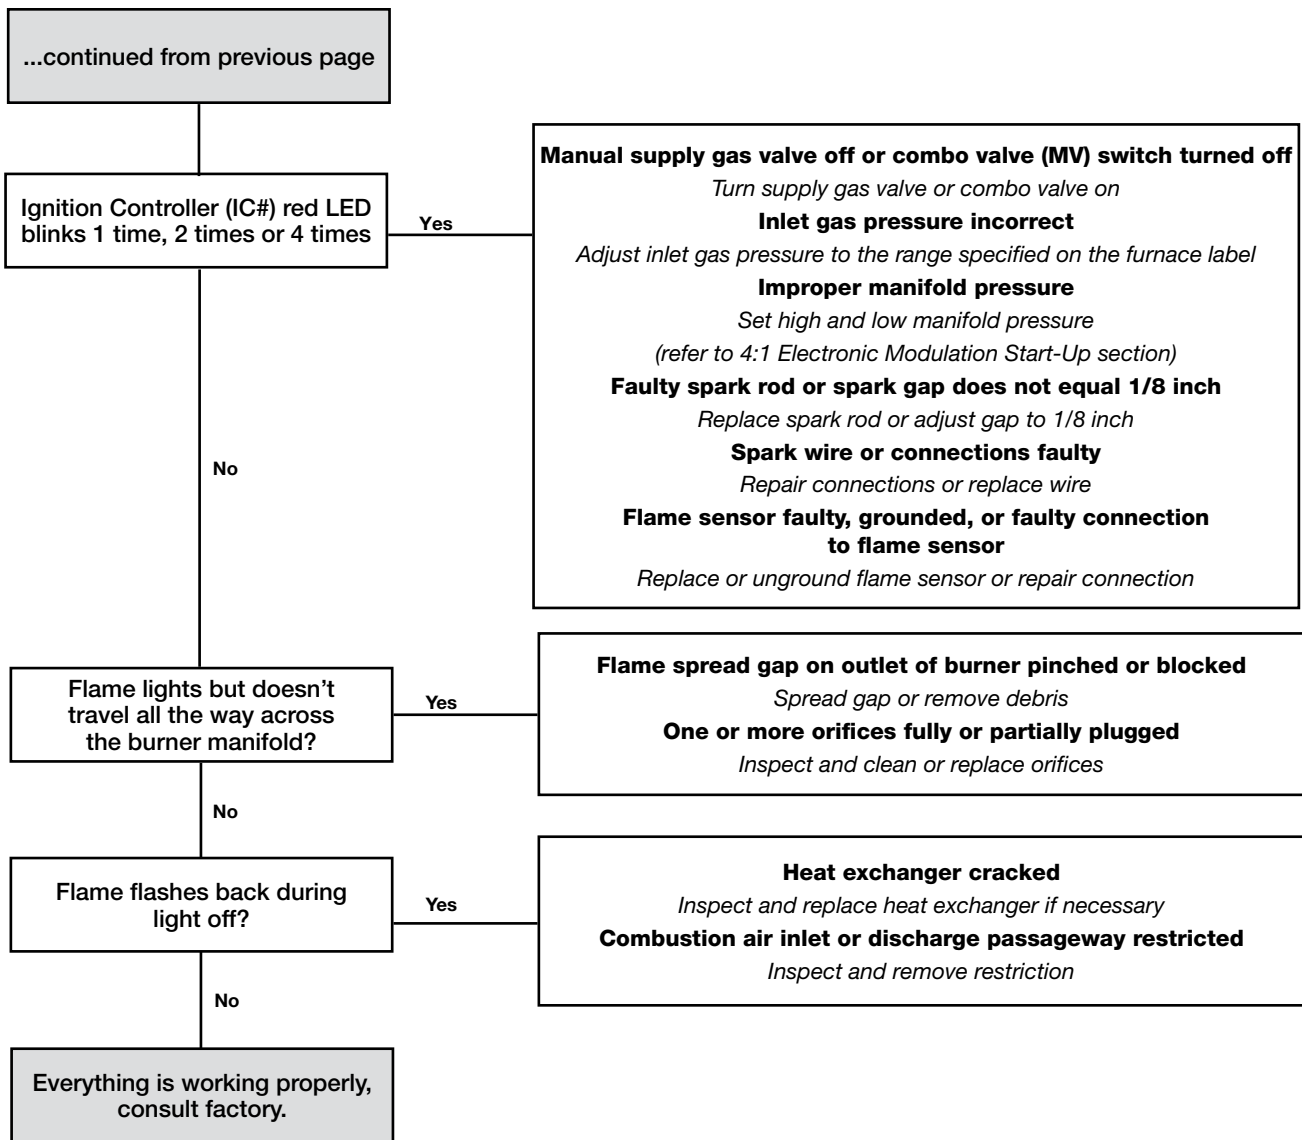 ...continued from previous page
Ignition Controller (IC#) red LED
blinks 1 time, 2 times or 4 times
Yes
Manual supply gas valve off or combo valve (MV) switch turned off
Turn supply gas valve or combo valve on
Inlet gas pressure incorrect
Adjust inlet gas pressure to the range specified on the furnace label
Improper manifold pressure
Set high and low manifold pressure
(refer to 4:1 Electronic Modulation Start-Up section)
Faulty spark rod or spark gap does not equal 1/8 inch
Replace spark rod or adjust gap to 1/8 inch
Spark wire or connections faulty
Repair connections or replace wire
Flame sensor faulty, grounded, or faulty connection
to flame sensor
Replace or unground flame sensor or repair connection
No
Flame lights but doesn't
travel all the way across
the burner manifold?
Yes
Flame spread gap on outlet of burner pinched or blocked
Spread gap or remove debris
One or more orifices fully or partially plugged
Inspect and clean or replace orifices
No
Flame flashes back during
light off?
Yes
Heat exchanger cracked
Inspect and replace heat exchanger if necessary
Combustion air inlet or discharge passageway restricted
Inspect and remove restriction
No
Everything is working properly,
consult factory.